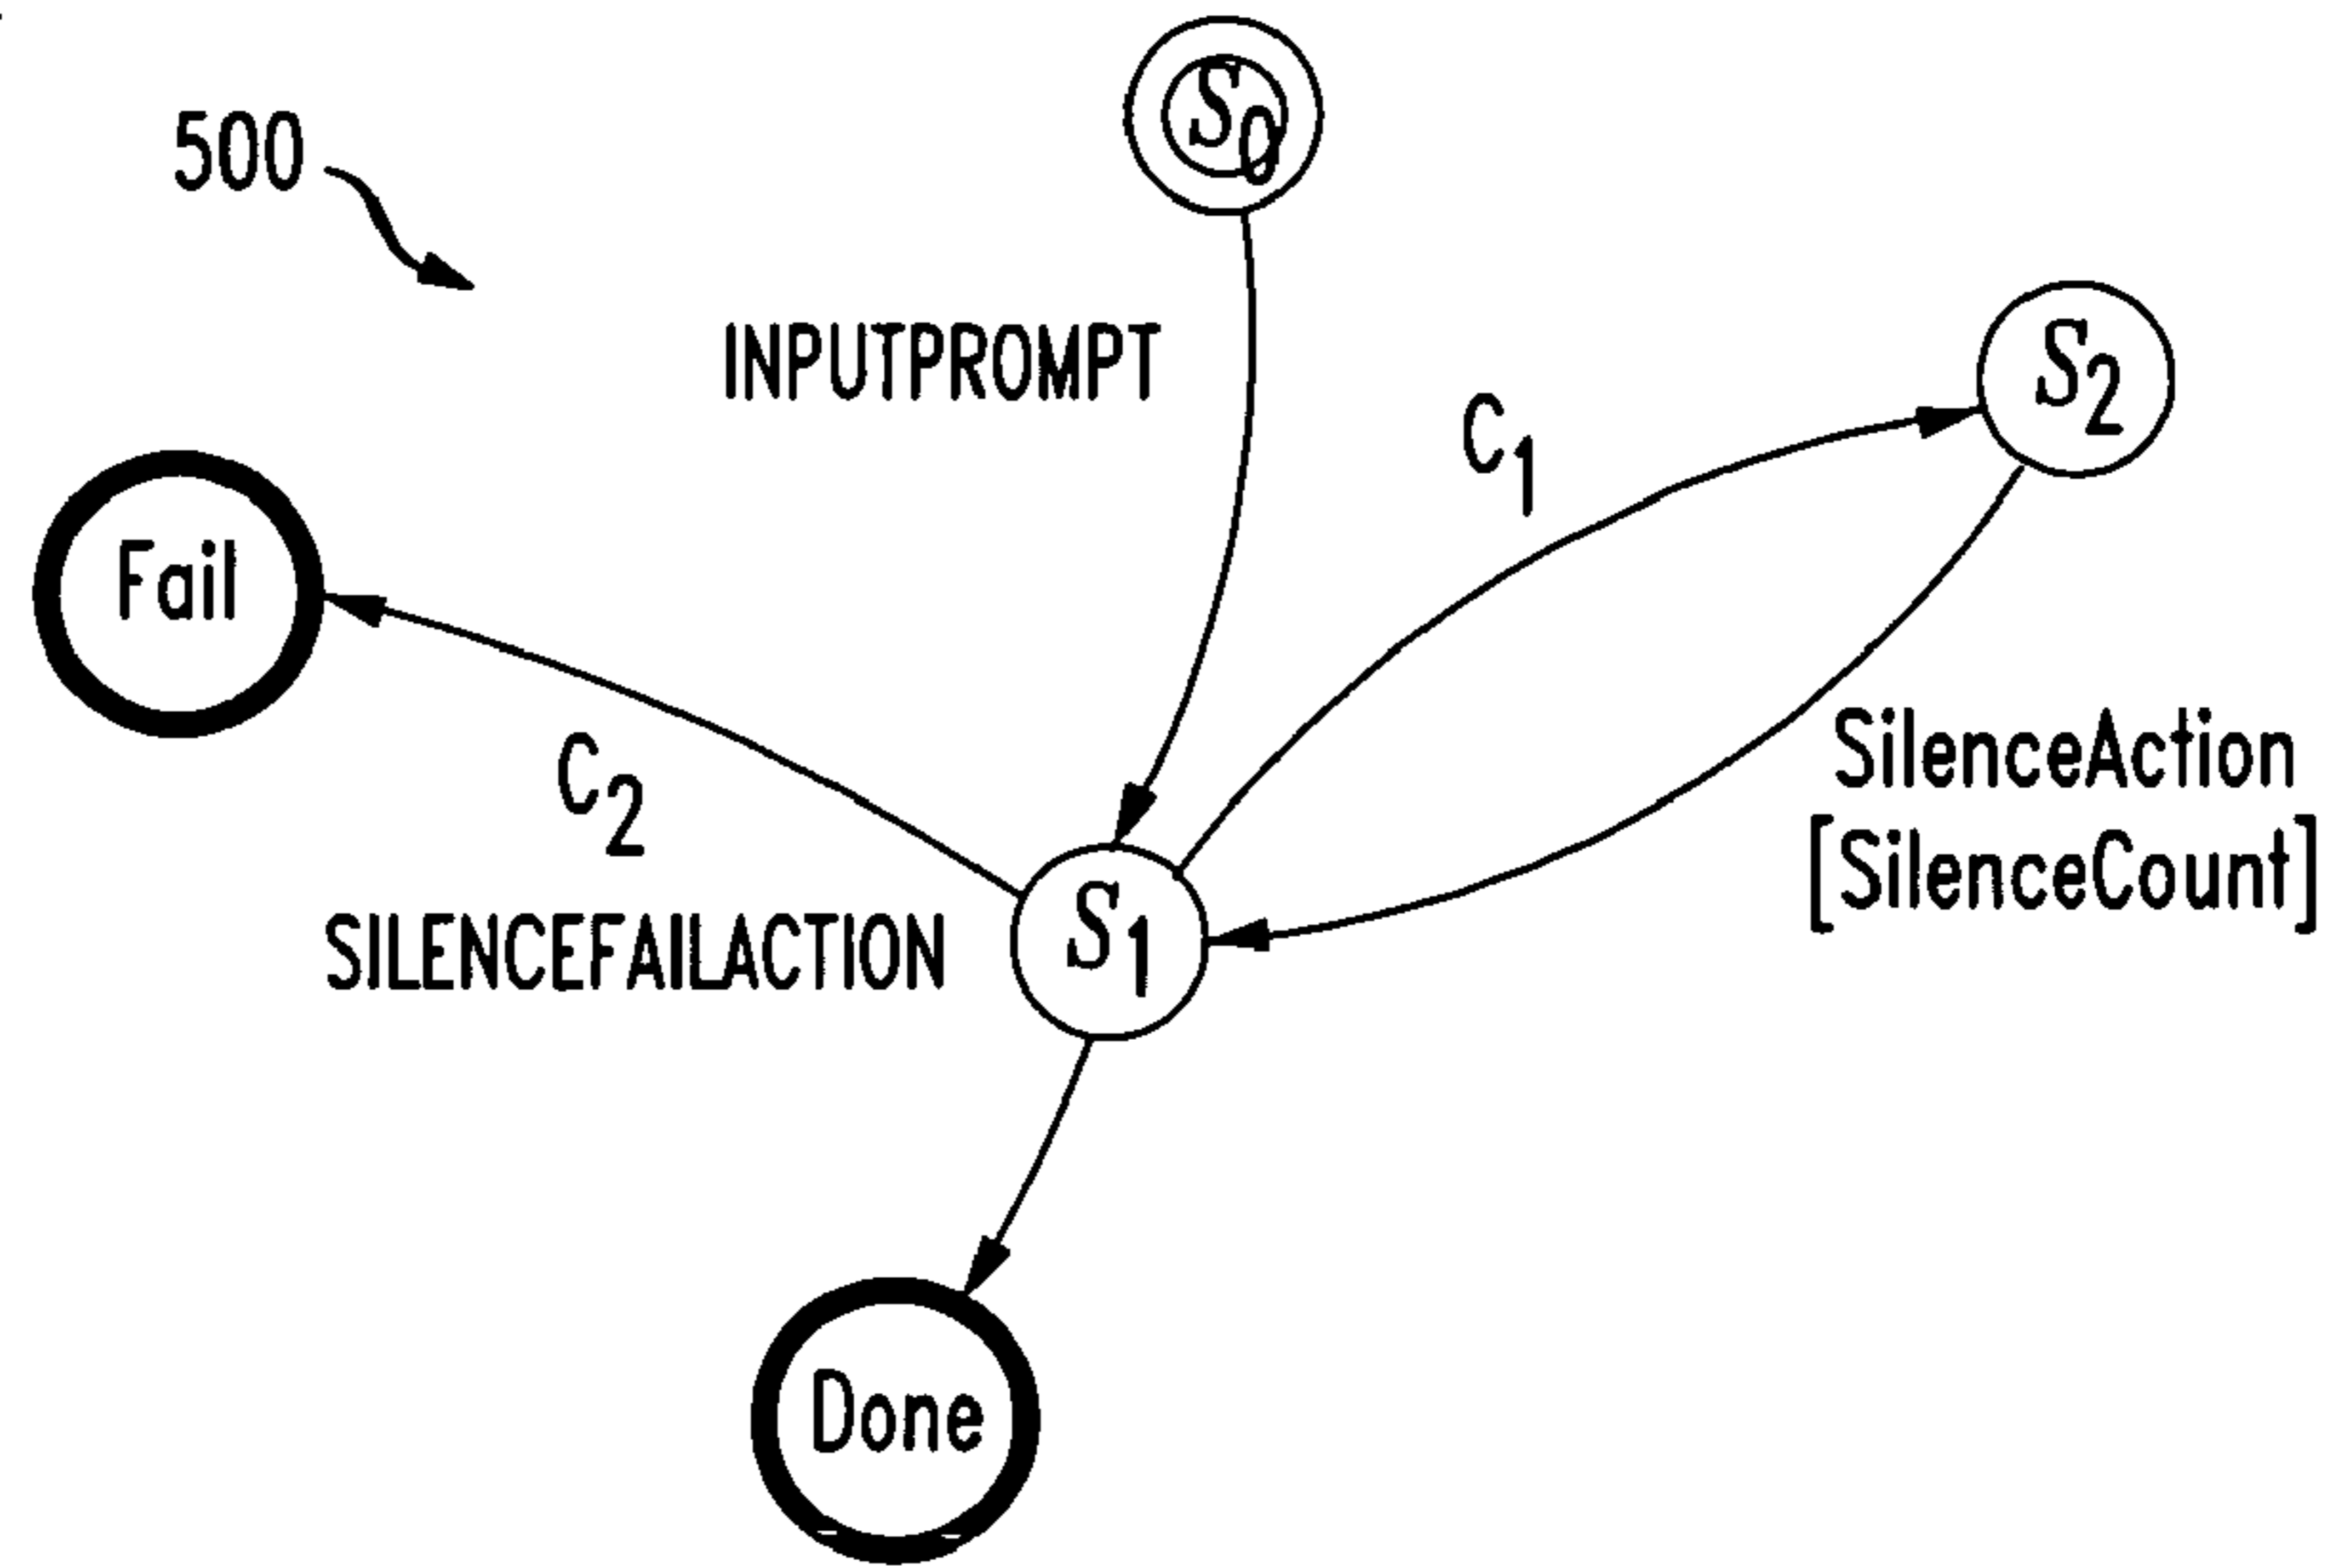 S0
500
INPUTPROMPT
S2
C1
Fail
C2
SilenceAction
[SilenceCount]
SILENCEFAILACTION
S1
Done